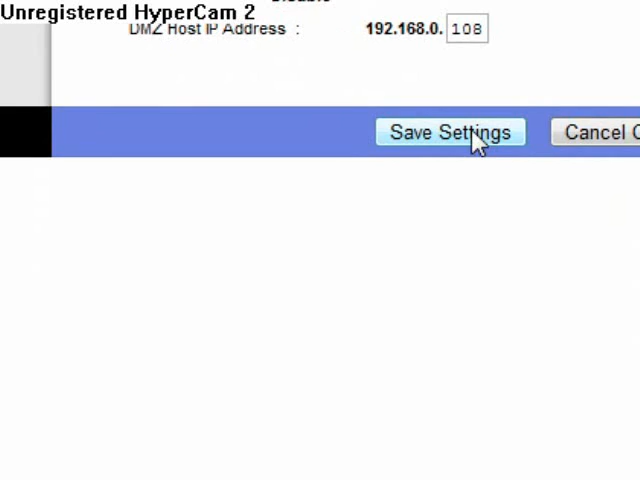 Unregistered HyperCam 2
DMZ Host IP Address : 192.168.0. 108
Save Settings Cancel C